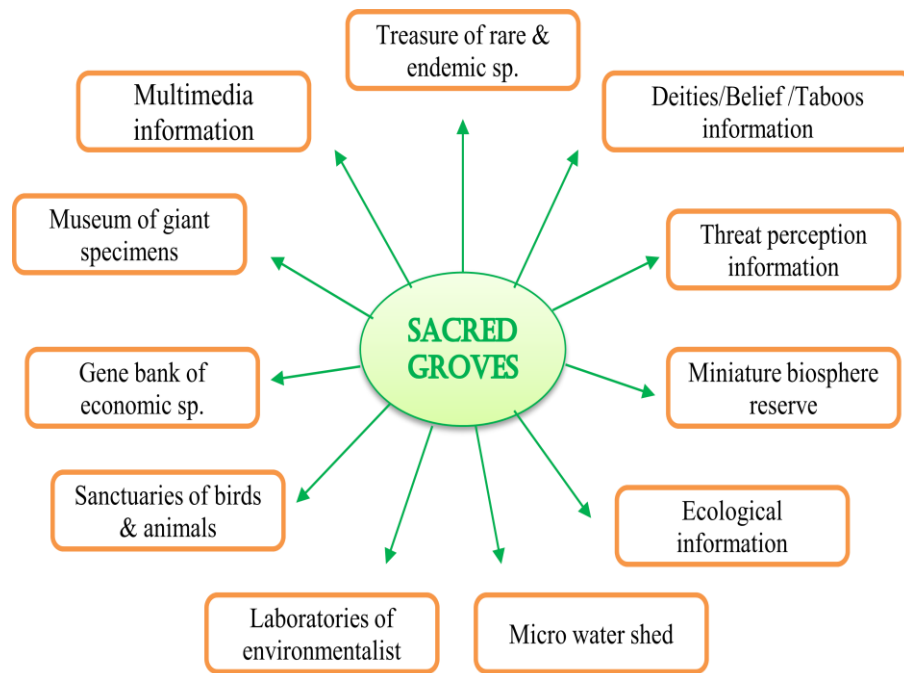 Treasure of rare &
endemic sp.
Multimedia
information
Deities/Belief /Taboos
information
Museum of giant
specimens
Threat perception
information
SACRED
GROVES
Gene bank of
economic sp.
Miniature biosphere
reserve
Sanctuaries of birds
& animals
Ecological
information
Laboratories of
environmentalist
Micro water shed